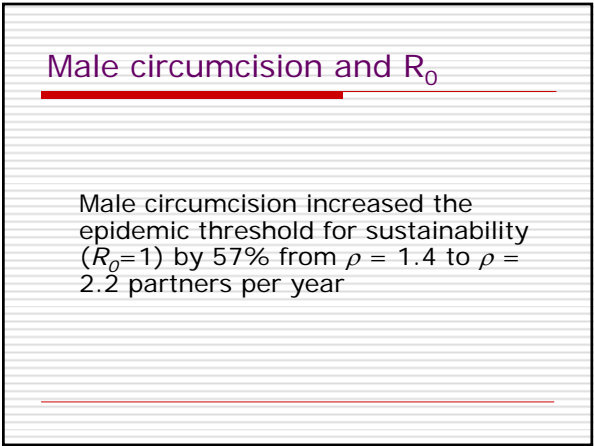 Male circumcision and R₀
Male circumcision increased the
epidemic threshold for sustainability
(R₀=1) by 57% from ρ = 1.4 to ρ =
2.2 partners per year